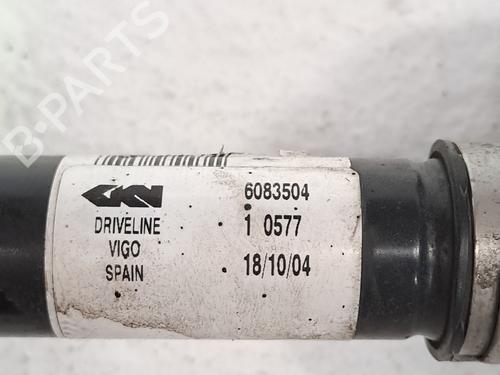 B-PARTS
GKN
DRIVELINE
VIGO
SPAIN
6083504
1 0577
18/10/04